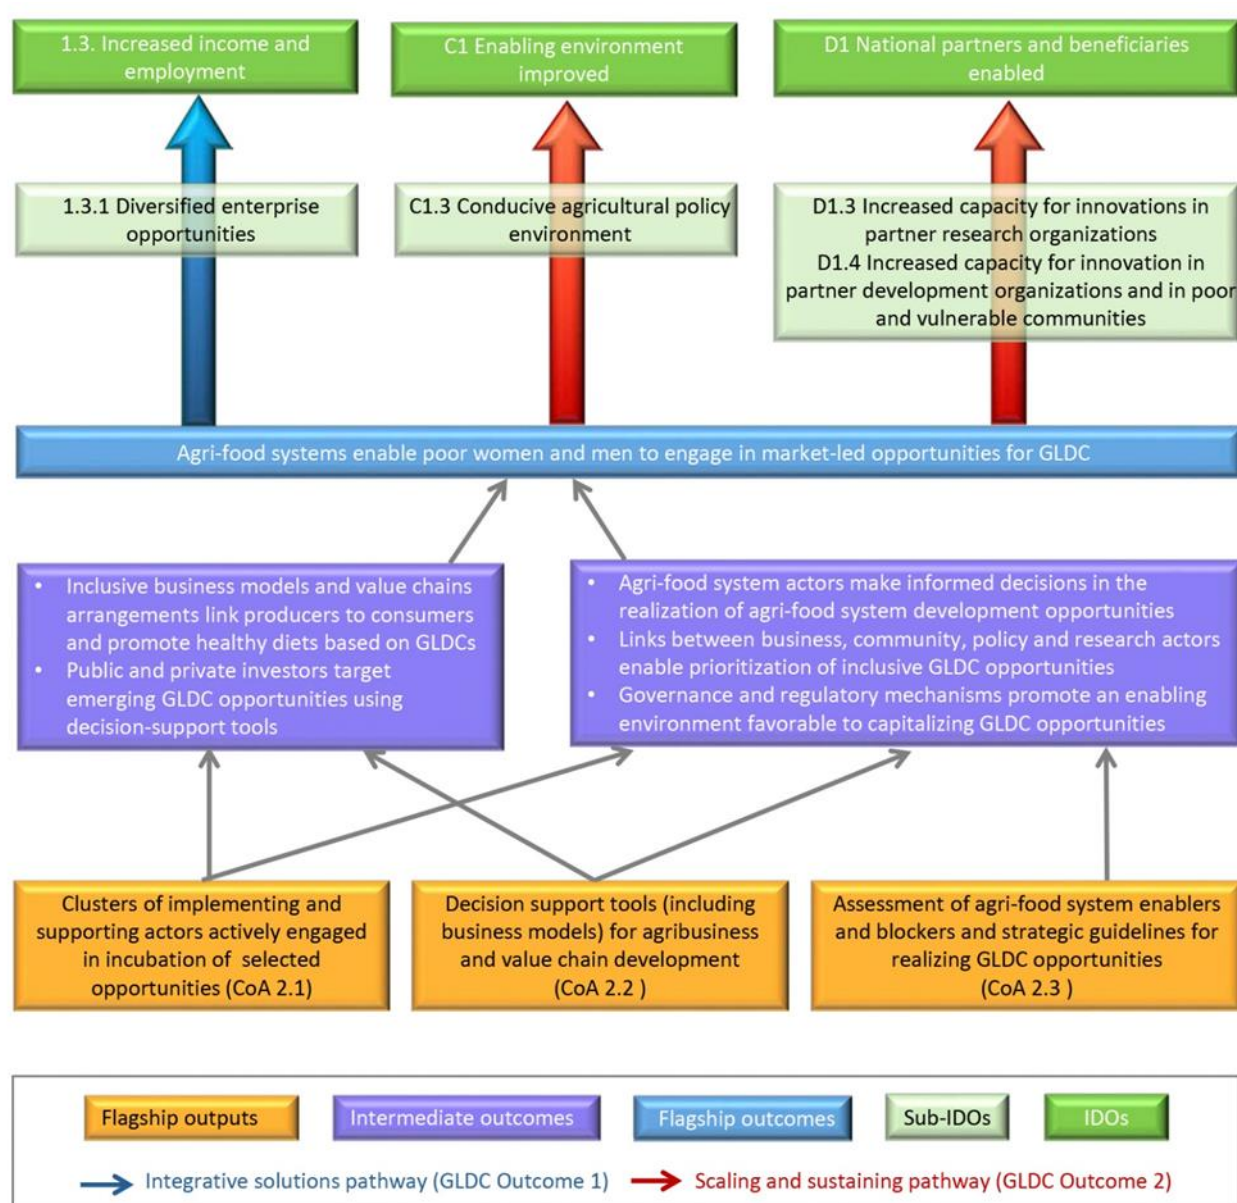 1.3. Increased income and
employment
C1 Enabling environment
improved
D1 National partners and beneficiaries
enabled
1.3.1 Diversified enterprise
opportunities
C1.3 Conducive agricultural policy
environment
D1.3 Increased capacity for innovations in
partner research organizations
D1.4 Increased capacity for innovation in
partner development organizations and in poor
and vulnerable communities
Agri-food systems enable poor women and men to engage in market-led opportunities for GLDC
• Inclusive business models and value chains
arrangements link producers to consumers
and promote healthy diets based on GLDCs
• Public and private investors target
emerging GLDC opportunities using
decision-support tools
• Agri-food system actors make informed decisions in the
realization of agri-food system development opportunities
• Links between business, community, policy and research actors
enable prioritization of inclusive GLDC opportunities
• Governance and regulatory mechanisms promote an enabling
environment favorable to capitalizing GLDC opportunities
Clusters of implementing and
supporting actors actively engaged
in incubation of selected
opportunities (CoA 2.1)
Decision support tools (including
business models) for agribusiness
and value chain development
(CoA 2.2 )
Assessment of agri-food system enablers
and blockers and strategic guidelines for
realizing GLDC opportunities
(CoA 2.3 )
Flagship outputs
Intermediate outcomes
Flagship outcomes
Sub-IDOs
IDOs
Integrative solutions pathway (GLDC Outcome 1)
Scaling and sustaining pathway (GLDC Outcome 2)